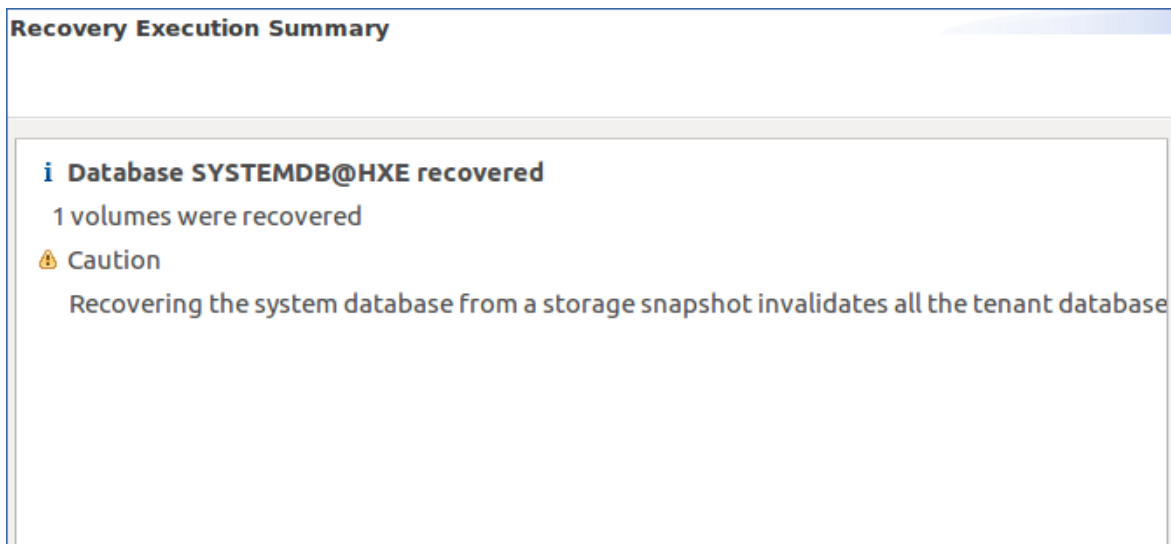 Recovery Execution Summary
i Database SYSTEMDB@HXE recovered
1 volumes were recovered
Caution
Recovering the system database from a storage snapshot invalidates all the tenant database